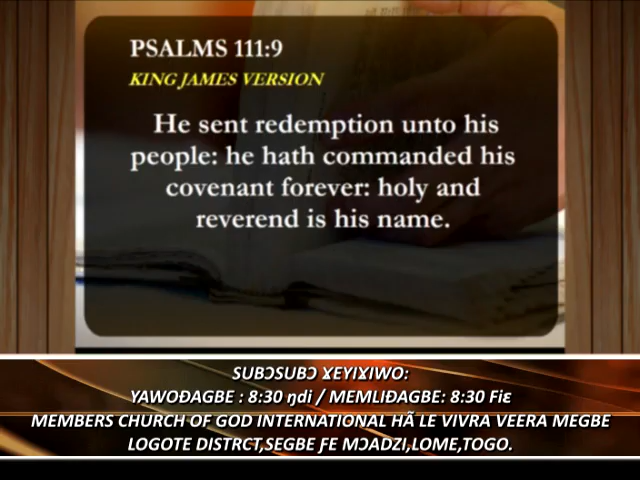 PSALMS 111:9
KING JAMES VERSION
He sent redemption unto his
people: he hath commanded his
covenant forever: holy and
reverend is his name.
SUBƆSUBƆ ƔEYIƔIWO:
YAWOĐAGBE : 8:30 ŋdi / MEMLIĐAGBE: 8:30 Fiɛ
MEMBERS CHURCH OF GOD INTERNATIONAL HÃ LE VIVRA VEERA MEGBE
LOGOTE DISTRCT,SEGBE ƑE MƆADZI,LOME,TOGO.